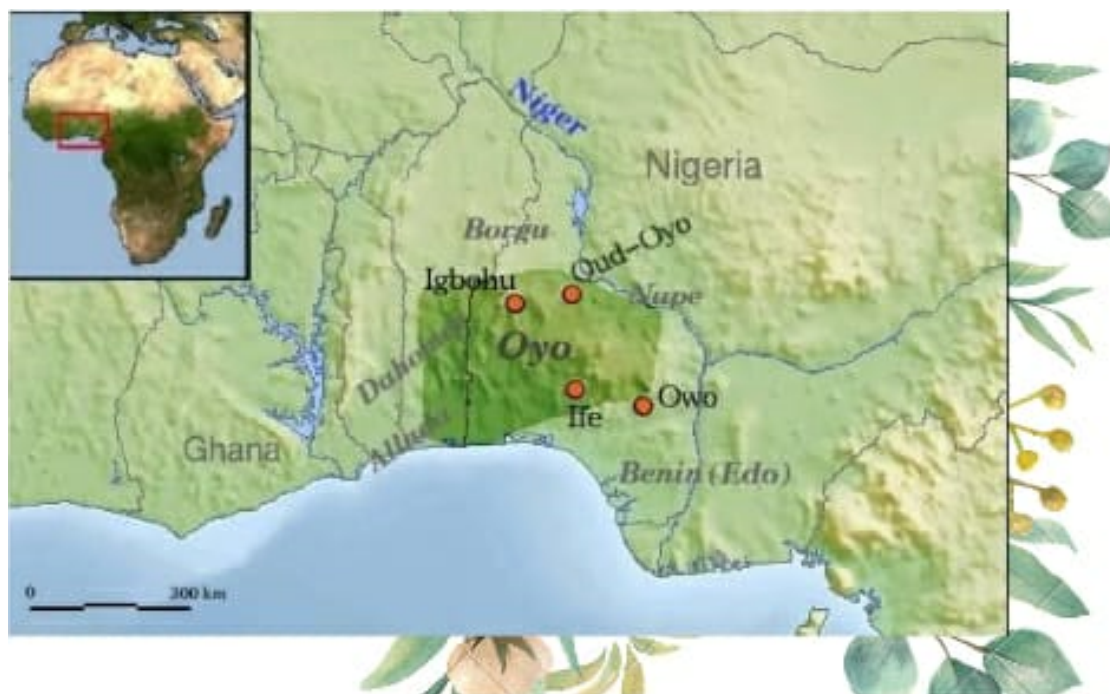 Niger
Nigeria
Borgu
Oud-Oyo
Igbohu
Nupe
Oyo
Ife
Owo
Ghana
Benin (Edo)
0 200 km